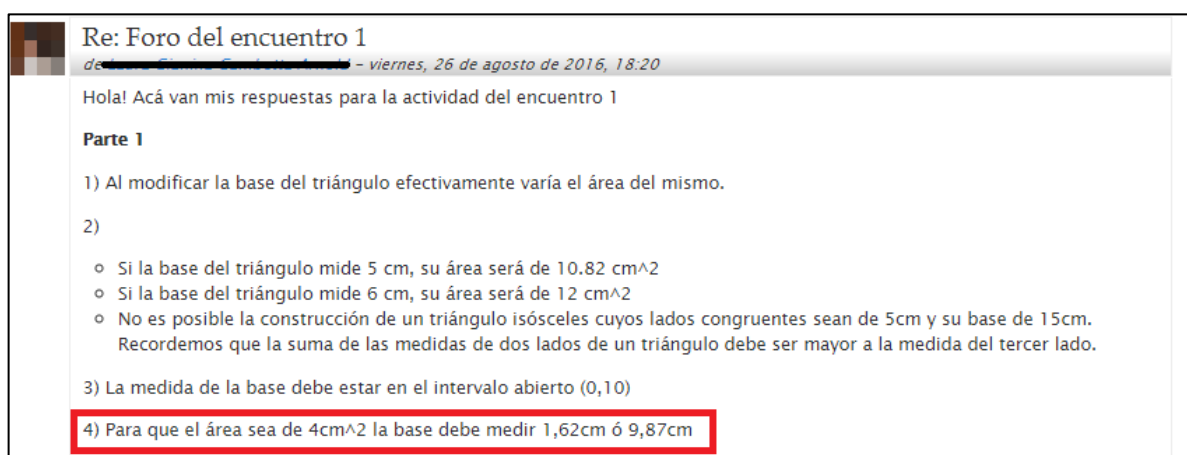 Re: Foro del encuentro 1
de - viernes, 26 de agosto de 2016, 18:20
Hola! Acá van mis respuestas para la actividad del encuentro 1
Parte 1
1) Al modificar la base del triángulo efectivamente varía el área del mismo.
2)
Si la base del triángulo mide 5 cm, su área será de 10.82 cm^2
Si la base del triángulo mide 6 cm, su área será de 12 cm^2
No es posible la construcción de un triángulo isósceles cuyos lados congruentes sean de 5cm y su base de 15cm.
Recordemos que la suma de las medidas de dos lados de un triángulo debe ser mayor a la medida del tercer lado.
3) La medida de la base debe estar en el intervalo abierto (0,10)
4) Para que el área sea de 4cm^2 la base debe medir 1,62cm ó 9,87cm